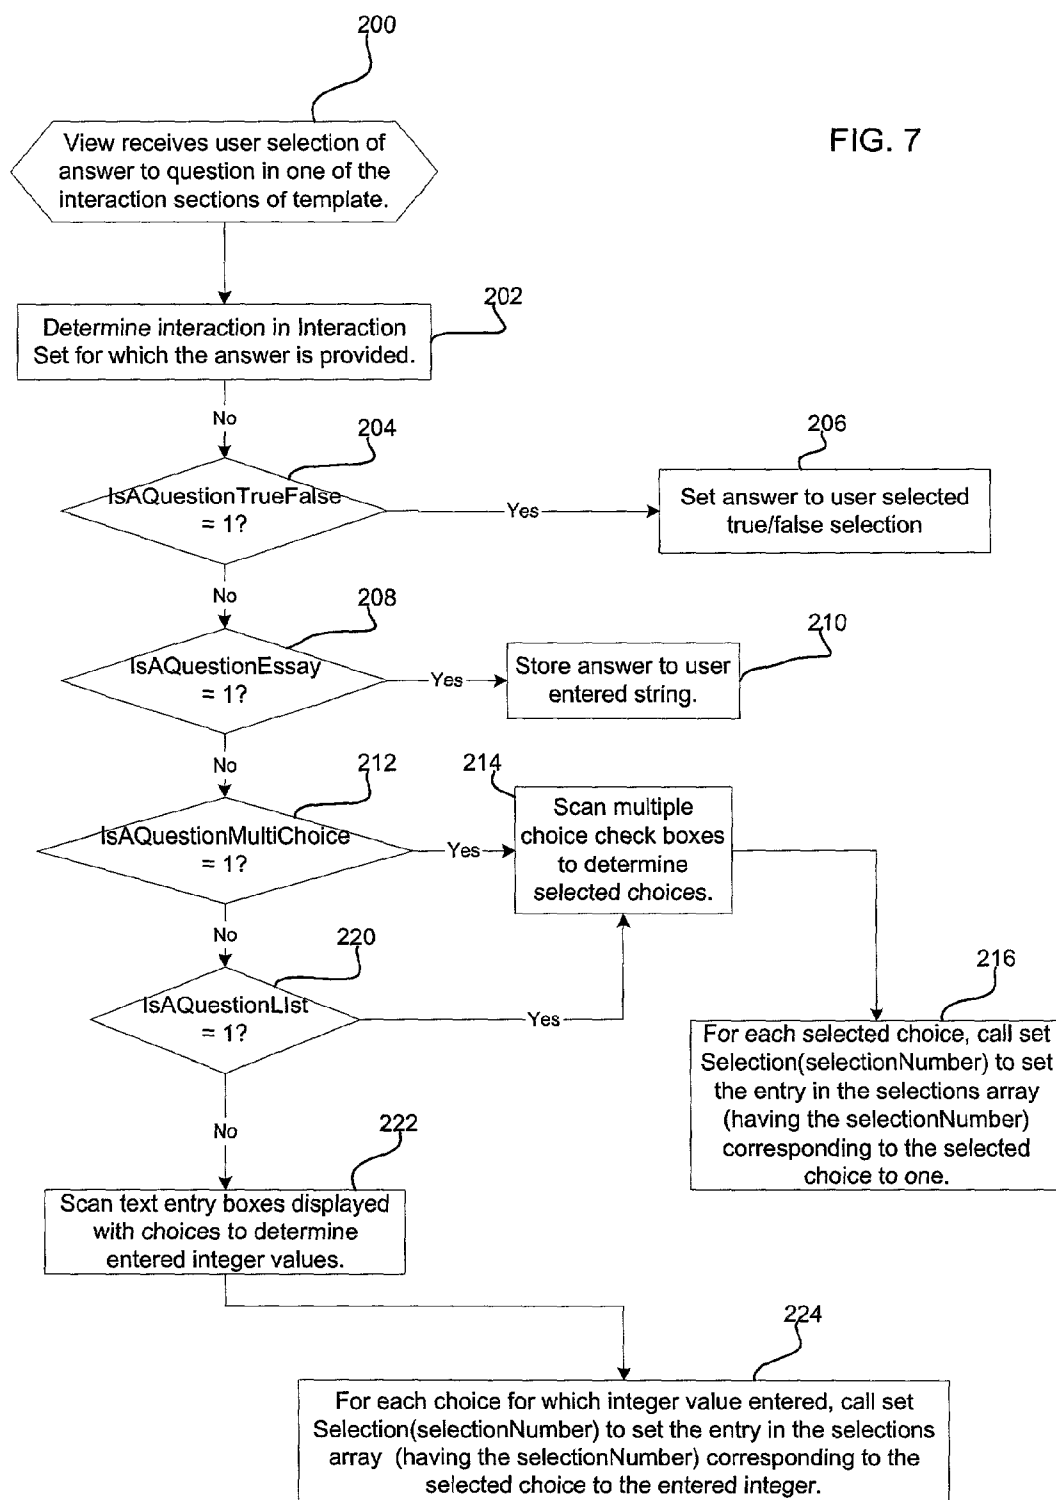 200
View receives user selection of
answer to question in one of the
interaction sections of template.
FIG. 7
202
Determine interaction in Interaction
Set for which the answer is provided.
No
204
IsAQuestionTrueFalse
= 1?
Yes
206
Set answer to user selected
true/false selection
No
208
IsAQuestionEssay
= 1?
Yes
210
Store answer to user
entered string.
No
212
IsAQuestionMultiChoice
= 1?
Yes
214
Scan multiple
choice check boxes
to determine
selected choices.
No
220
IsAQuestionLIst
= 1?
Yes
216
For each selected choice, call set
Selection(selectionNumber) to set
the entry in the selections array
(having the selectionNumber)
corresponding to the selected
choice to one.
No
222
Scan text entry boxes displayed
with choices to determine
entered integer values.
224
For each choice for which integer value entered, call set
Selection(selectionNumber) to set the entry in the selections
array (having the selectionNumber) corresponding to the
selected choice to the entered integer.